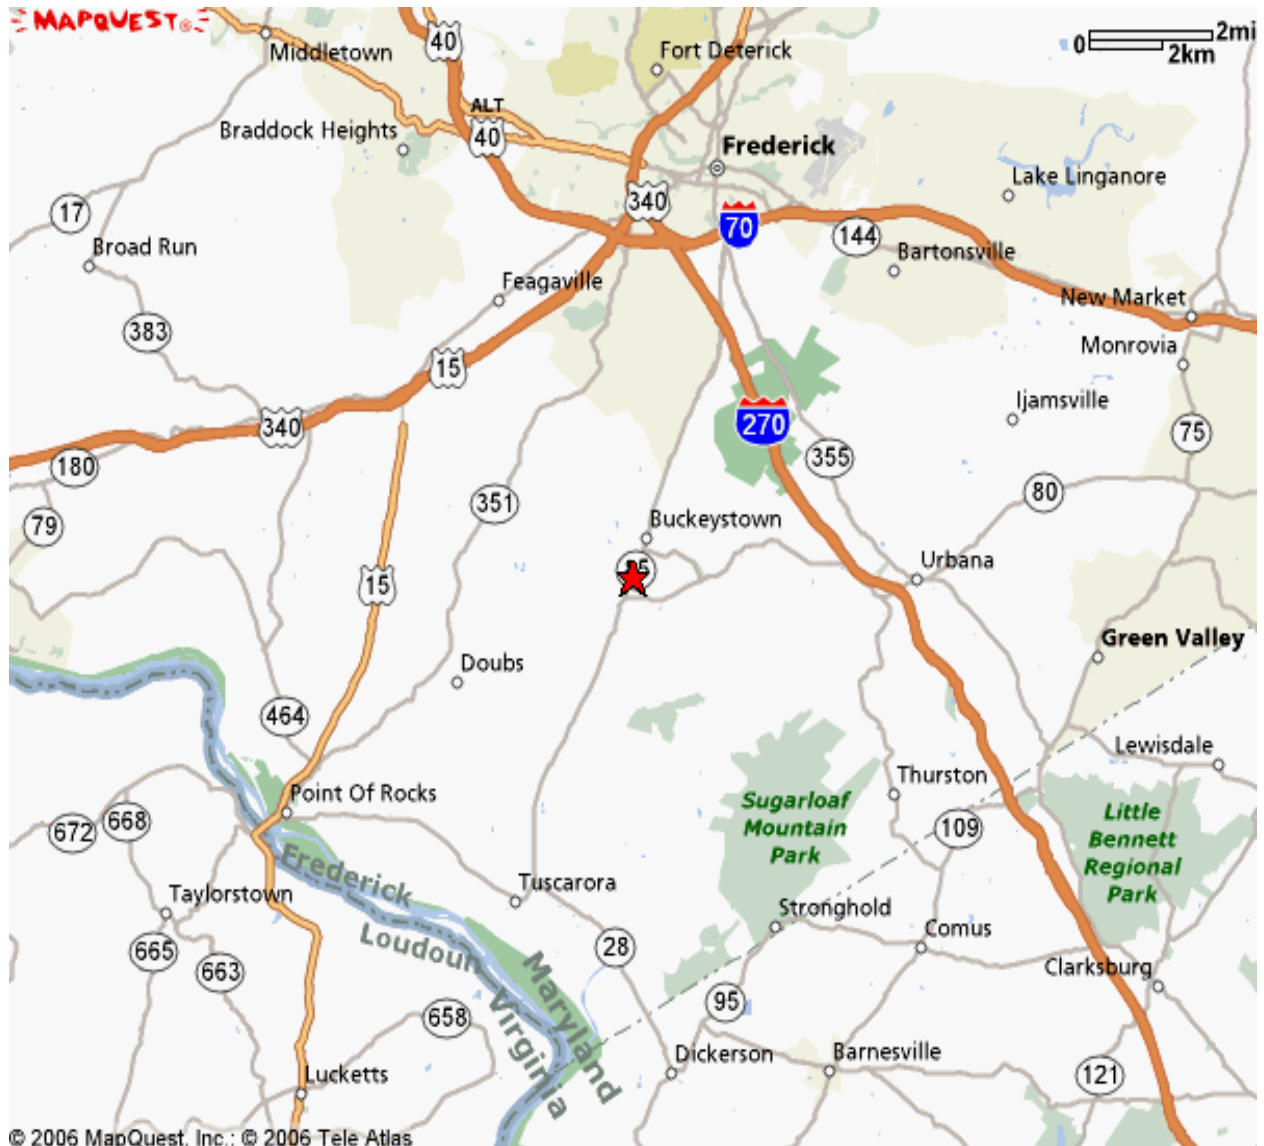 MAPQUEST®
0 2mi
2km
40
Middletown
Fort Deterick
ALT
40
Braddock Heights
Frederick
Lake Linganore
340
17
70
144
Broad Run
Bartonsville
Feagaville
New Market
383
Monrovia
15
Ijamsville
340
270
75
180
355
80
351
79
Buckeystown
Urbana
15
Green Valley
Doubs
464
Lewisdale
Thurston
Point Of Rocks
Sugarloaf
Mountain
Park
Little
Bennett
Regional
Park
672
668
109
Frederick
Tuscarora
Taylorstown
Stronghold
Loudoun
28
Comus
665
663
Clarksburg
Maryland
Virginia
95
658
Dickerson
Barnesville
Lucketts
121
© 2006 MapQuest, Inc.; © 2006 Tele Atlas